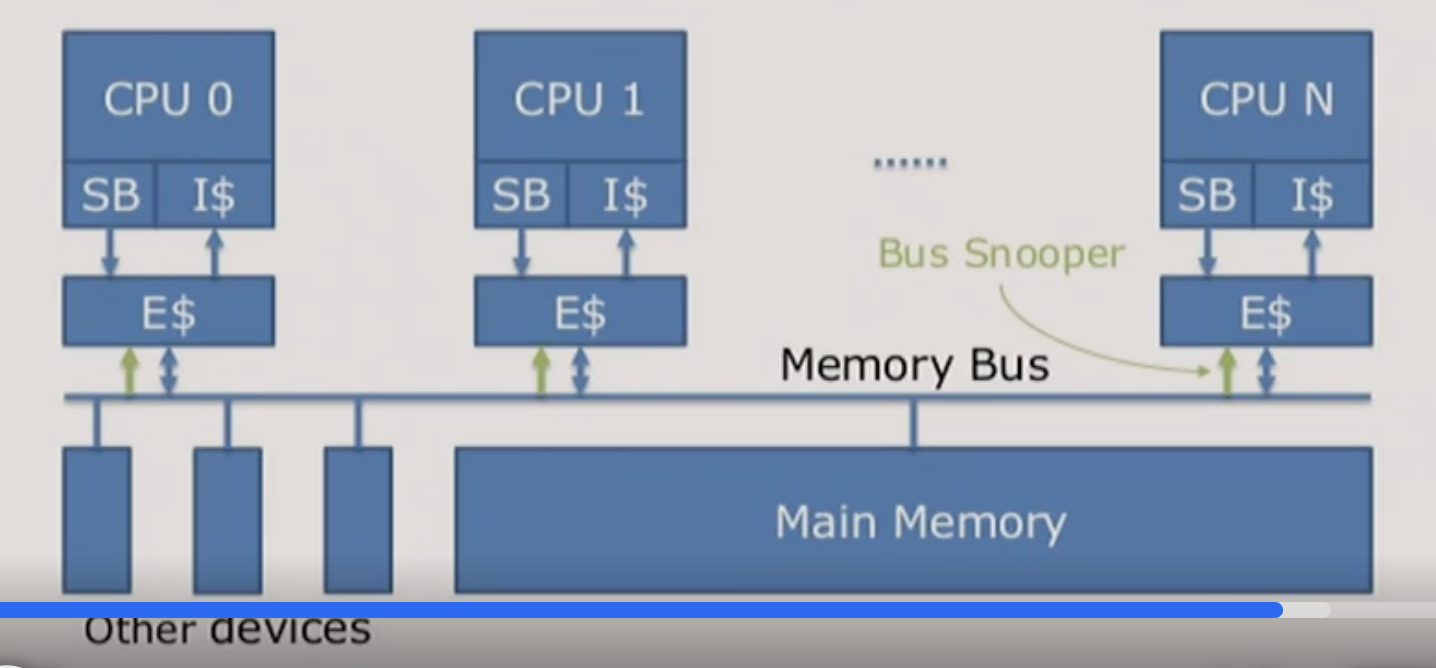 CPU 0
CPU 1
CPU N
......
SB I$
SB I$
SB I$
Bus Snooper
E$
E$
E$
Memory Bus
Main Memory
Other devices